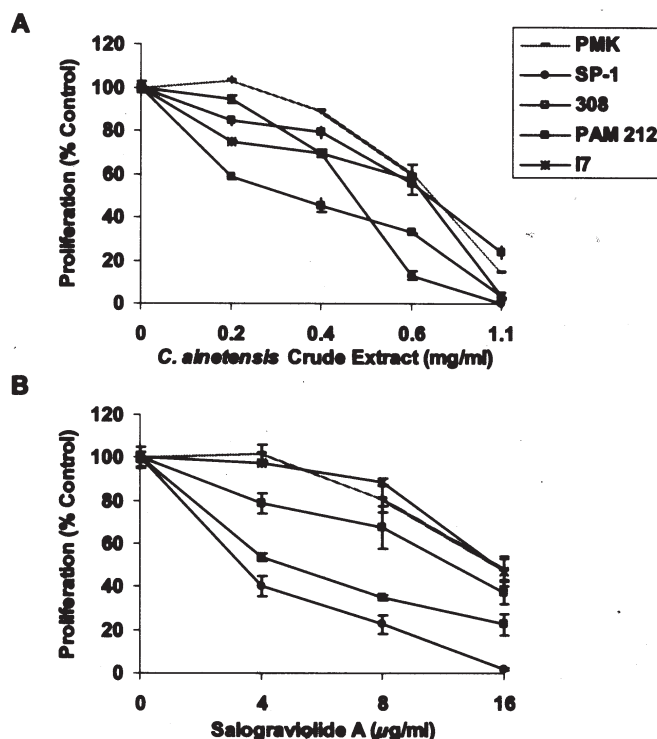 A
120
100
80
60
40
20
0
Proliferation (% Control)
0 0.2 0.4 0.6 1.1
C. ainetensis Crude Extract (mg/ml)
PMK
SP-1
308
PAM 212
I7
B
120
100
80
60
40
20
0
Proliferation (% Control)
0 4 8 16
Salograviolide A (µg/ml)